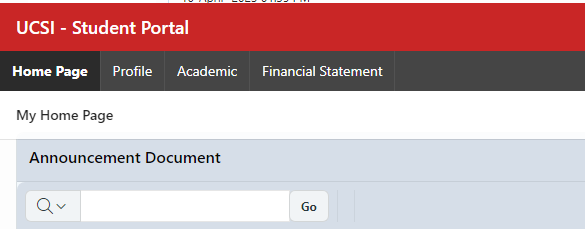 UCSI - Student Portal
Home Page Profile Academic Financial Statement
My Home Page
Announcement Document
Go